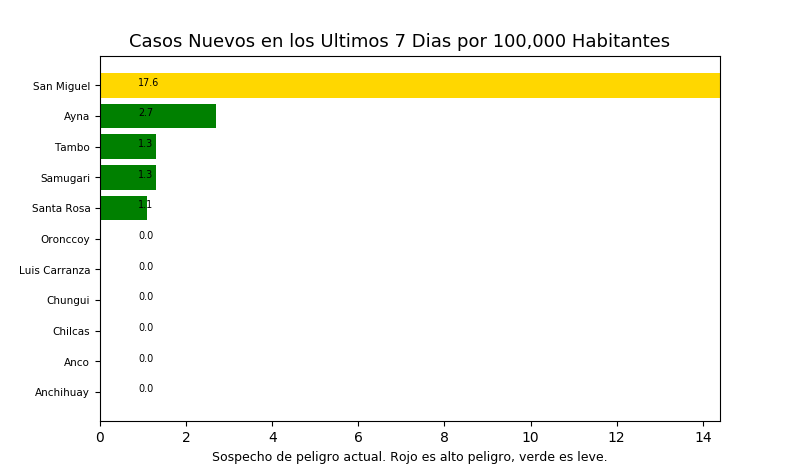 Casos Nuevos en los Ultimos 7 Dias por 100,000 Habitantes
San Miguel 17.6
Ayna 2.7
Tambo 1.3
Samugari 1.3
Santa Rosa 1.1
Oronccoy 0.0
Luis Carranza 0.0
Chungui 0.0
Chilcas 0.0
Anco 0.0
Anchihuay 0.0
0 2 4 6 8 10 12 14
Sospecho de peligro actual. Rojo es alto peligro, verde es leve.